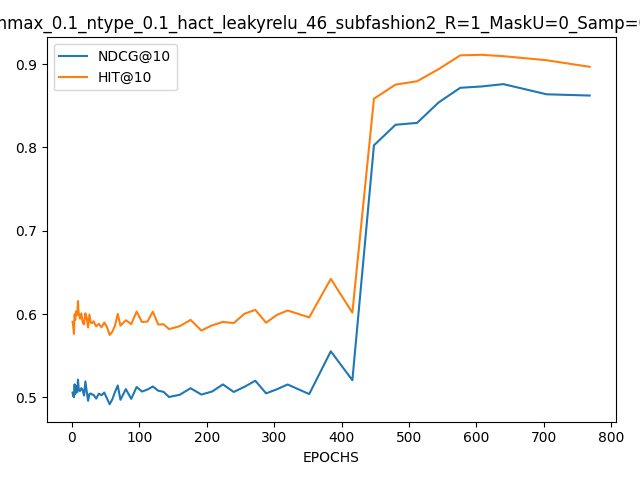 nmax_0.1_ntype_0.1_hact_leakyrelu_46_subfashion2_R=1_MaskU=0_Samp=
NDCG@10
HIT@10
0.9
0.8
0.7
0.6
0.5
0 100 200 300 400 500 600 700 800
EPOCHS